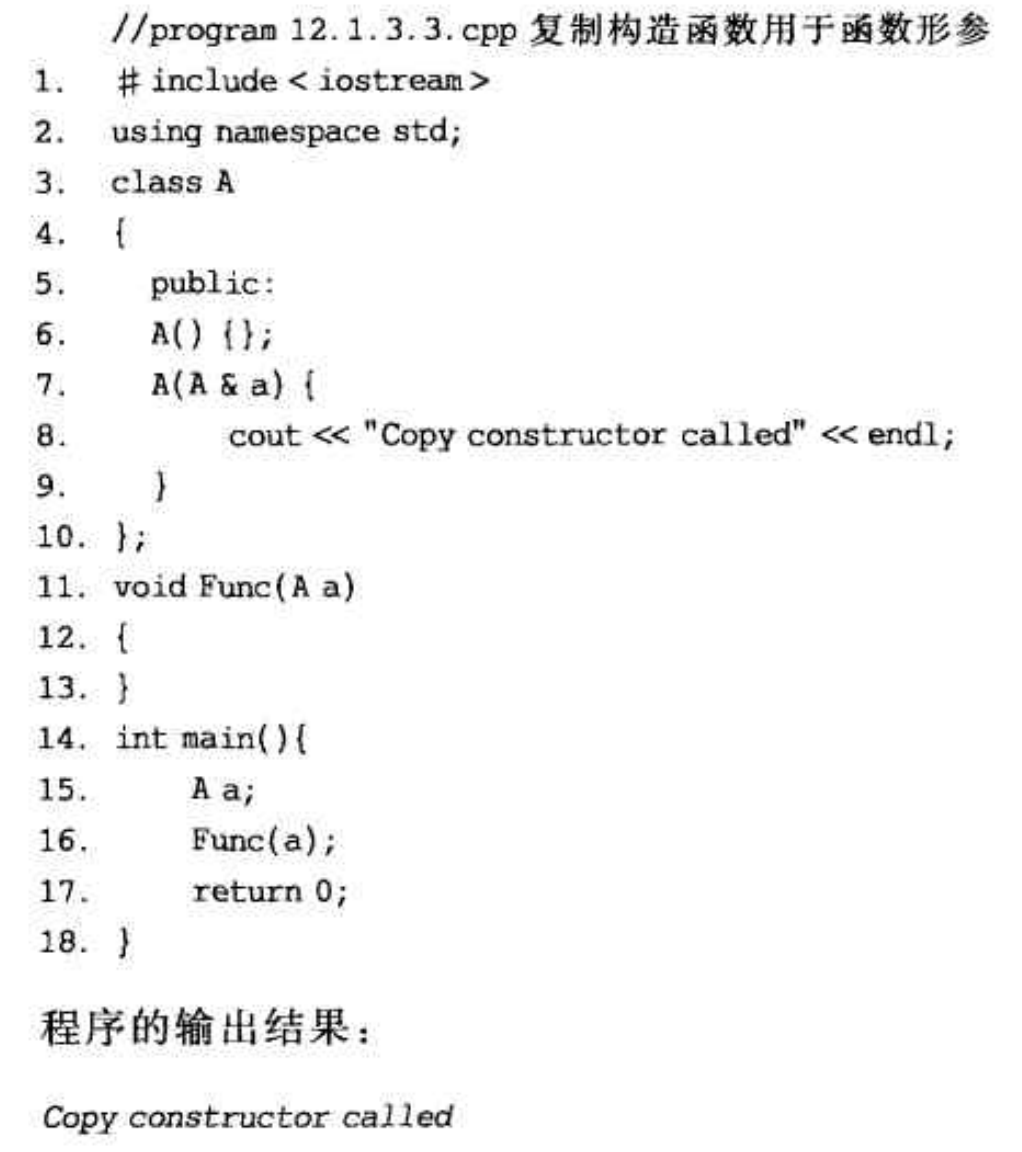 //program 12.1.3.3.cpp 复制构造函数用于函数形参
1. # include < iostream >
2. using namespace std;
3. class A
4. {
5. public:
6. A() {};
7. A(A & a) {
8. cout << "Copy constructor called" << endl;
9. }
10. };
11. void Func(A a)
12. {
13. }
14. int main(){
15. A a;
16. Func(a);
17. return 0;
18. }
程序的输出结果：
Copy constructor called